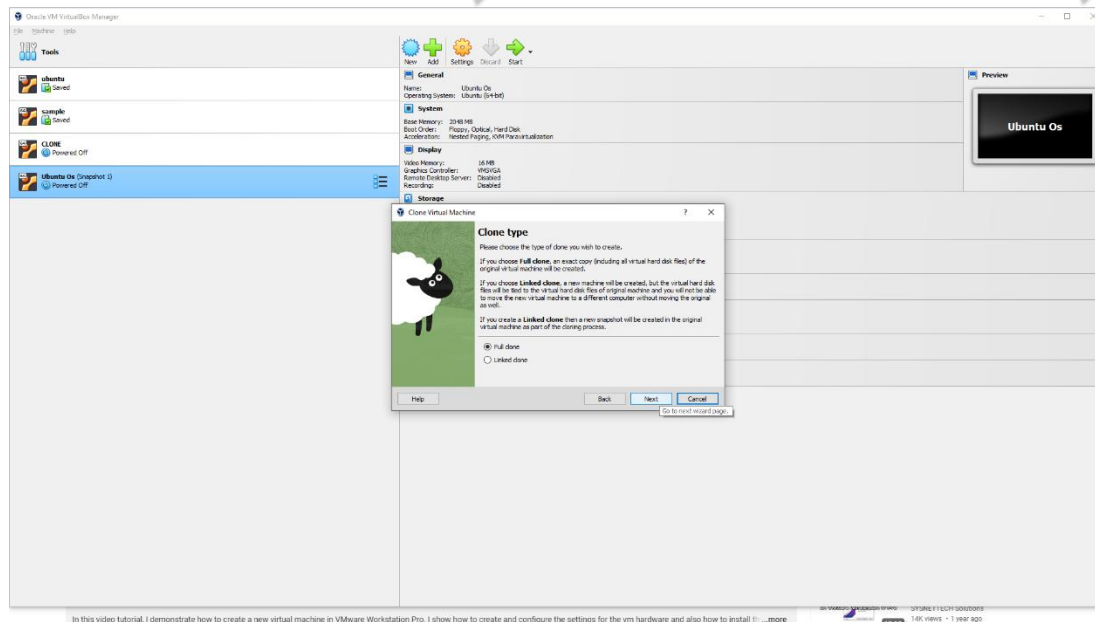 Oracle VM VirtualBox Manager
File Machine Help
Tools
ubuntu
Saved
sample
Saved
CLONE
Powered Off
Ubuntu Os (Snapshot 1)
Powered Off
New Add Settings Discard Start
General
Name: Ubuntu Os
Operating System: Ubuntu (64-bit)
System
Base Memory: 2048 MB
Boot Order: Floppy, Optical, Hard Disk
Acceleration: Nested Paging, KVM Paravirtualization
Display
Video Memory: 16 MB
Graphics Controller: VMSVGA
Remote Desktop Server: Disabled
Recording: Disabled
Storage
Preview
Ubuntu Os
Clone Virtual Machine ? X
Clone type
Please choose the type of clone you wish to create.
If you choose Full clone, an exact copy (including all virtual hard disk files) of the
original virtual machine will be created.
If you choose Linked clone, a new machine will be created, but the virtual hard disk
files will be tied to the virtual hard disk files of original machine and you will not be able
to move the new virtual machine to a different computer without moving the original
as well.
If you create a Linked clone then a new snapshot will be created in the original
virtual machine as part of the cloning process.
Full clone
Linked clone
Help Back Next Cancel
Go to next wizard page.
In this video tutorial, I demonstrate how to create a new virtual machine in VMware Workstation Pro. I show how to create and configure the settings for the vm hardware and also how to install ...more
SYSNETTECH Solutions
14K views • 1 year ago